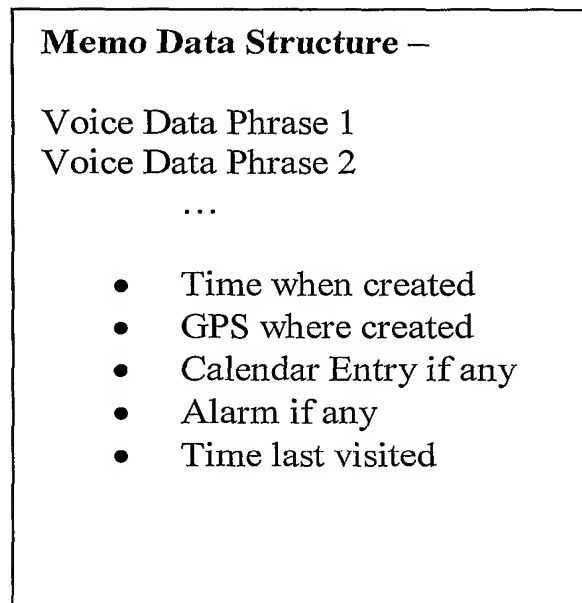 Memo Data Structure –
Voice Data Phrase 1
Voice Data Phrase 2
...
• Time when created
• GPS where created
• Calendar Entry if any
• Alarm if any
• Time last visited